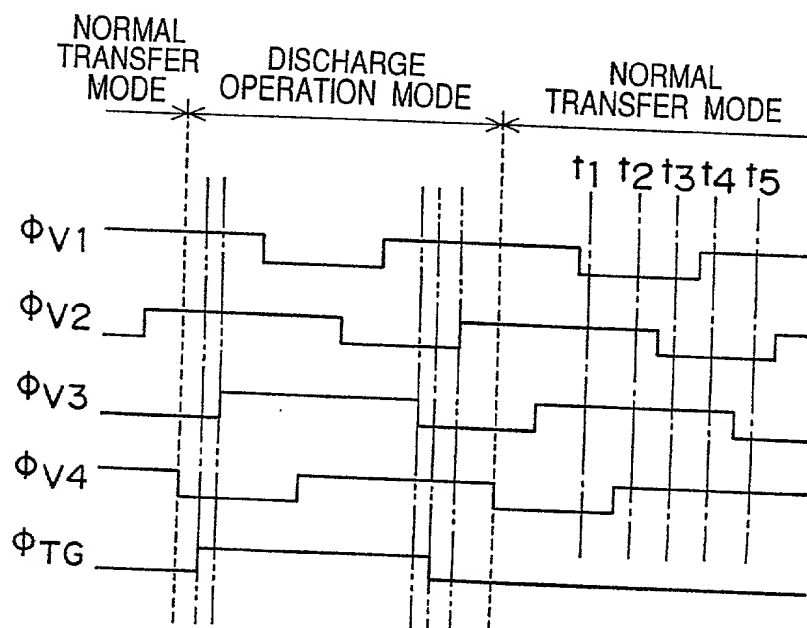 NORMAL
TRANSFER
MODE
DISCHARGE
OPERATION MODE
NORMAL
TRANSFER MODE
t1 t2 t3 t4 t5
ΦV1
ΦV2
ΦV3
ΦV4
ΦTG